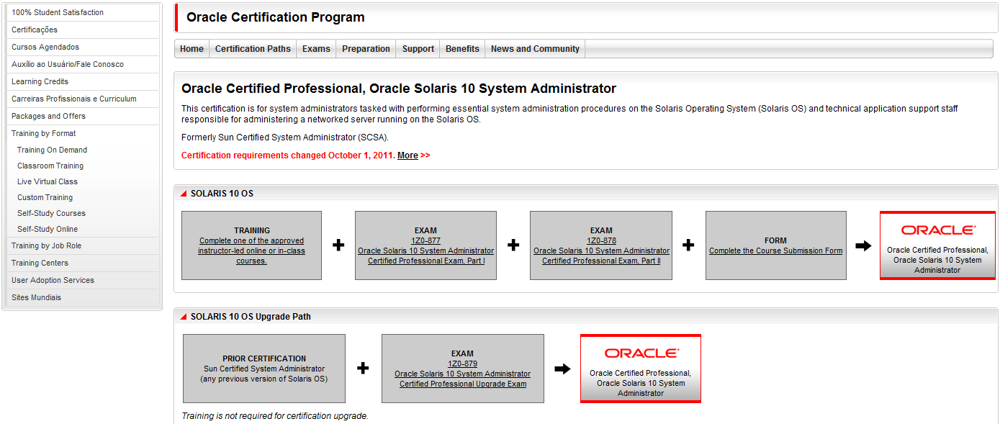 100% Student Satisfaction
Certificações
Cursos Agendados
Auxílio ao Usuário/Fale Conosco
Learning Credits
Carreiras Profissionais e Curriculum
Packages and Offers
Training by Format
Training On Demand
Classroom Training
Live Virtual Class
Custom Training
Self-Study Courses
Self-Study Online
Training by Job Role
Training Centers
User Adoption Services
Sites Mundiais
Oracle Certification Program
Home Certification Paths Exams Preparation Support Benefits News and Community
Oracle Certified Professional, Oracle Solaris 10 System Administrator
This certification is for system administrators tasked with performing essential system administration procedures on the Solaris Operating System (Solaris OS) and technical application support staff
responsible for administering a networked server running on the Solaris OS.
Formerly Sun Certified System Administrator (SCSA).
Certification requirements changed October 1, 2011. More >>
SOLARIS 10 OS
TRAINING
Complete one of the approved
instructor-led online or in-class
courses.
+
EXAM
1Z0-877
Oracle Solaris 10 System Administrator
Certified Professional Exam, Part I
+
EXAM
1Z0-878
Oracle Solaris 10 System Administrator
Certified Professional Exam, Part II
+
FORM
Complete the Course Submission Form
ORACLE
Oracle Certified Professional,
Oracle Solaris 10 System
Administrator
SOLARIS 10 OS Upgrade Path
PRIOR CERTIFICATION
Sun Certified System Administrator
(any previous version of Solaris OS)
+
EXAM
1Z0-879
Oracle Solaris 10 System Administrator
Certified Professional Upgrade Exam
ORACLE
Oracle Certified Professional,
Oracle Solaris 10 System
Administrator
Training is not required for certification upgrade.